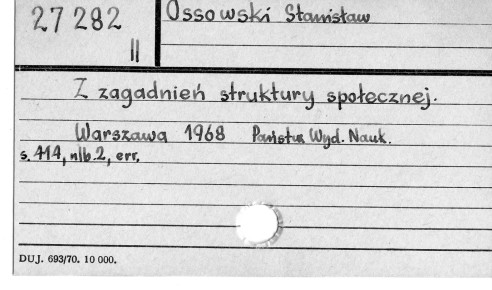 27282
II
Ossowski Stanisław
Z zagadnień struktury społecznej.
Warszawa 1968 Państw. Wyd. Nauk.
s. 414, nlb. 2, err.
DUJ. 693/70. 10 000.